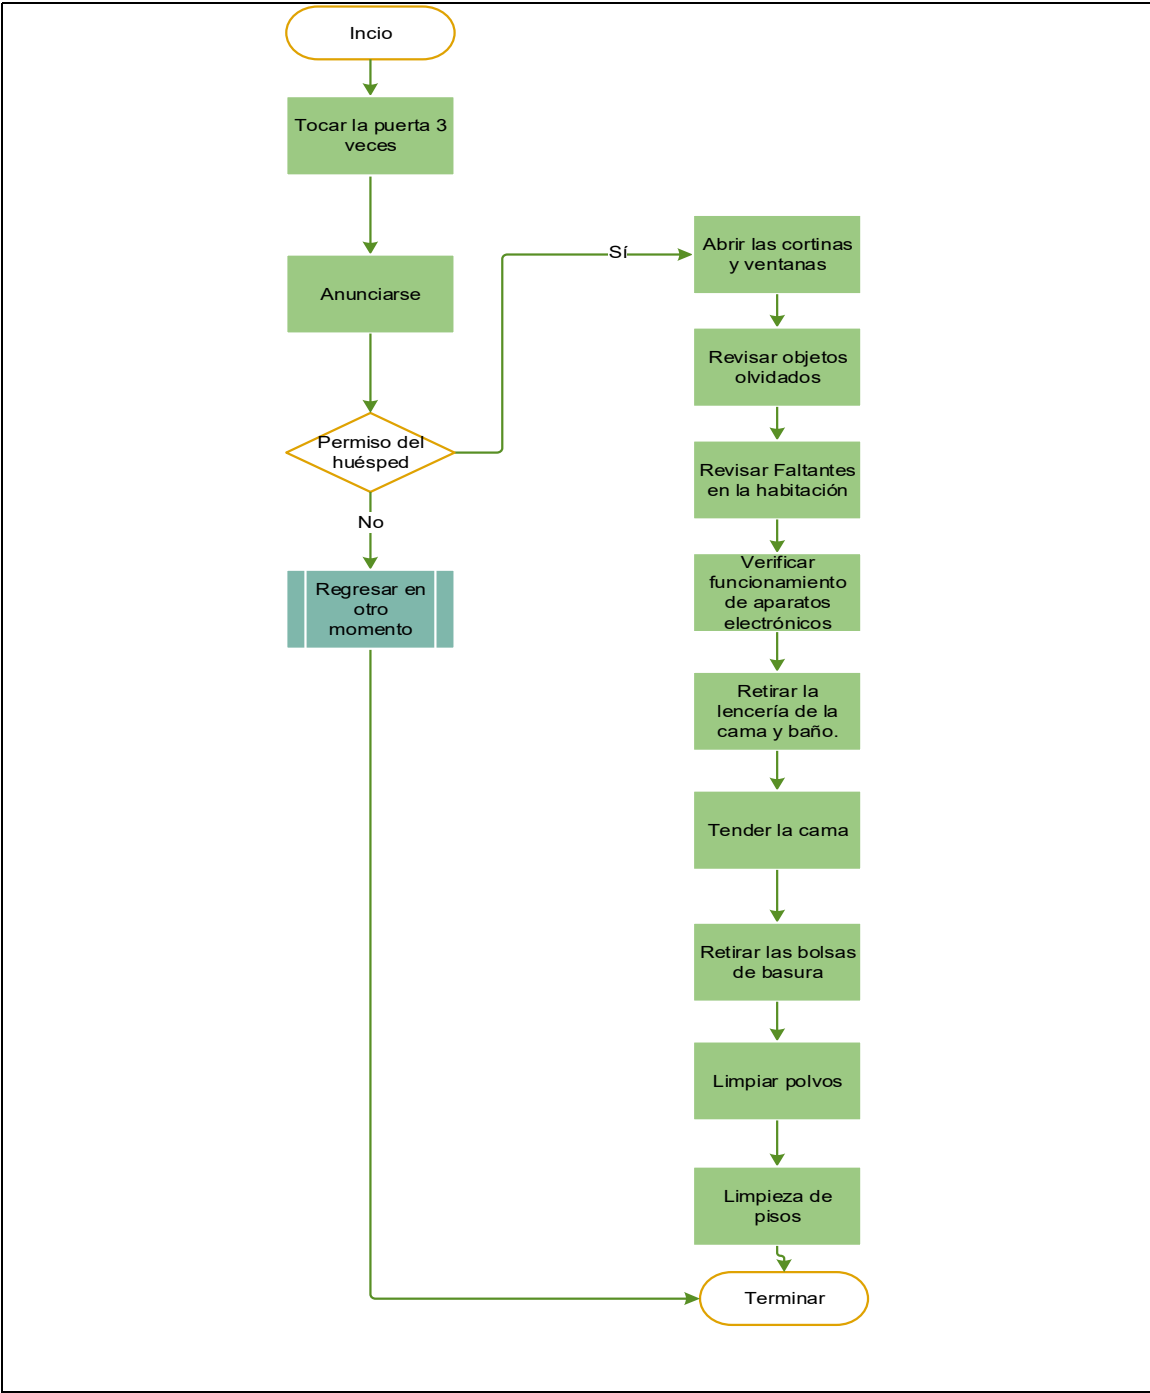 Incio
Tocar la puerta 3
veces
Anunciarse
Permiso del
huésped
No
Regresar en
otro
momento
Sí
Abrir las cortinas
y ventanas
Revisar objetos
olvidados
Revisar Faltantes
en la habitación
Verificar
funcionamiento
de aparatos
electrónicos
Retirar la
lencería de la
cama y baño.
Tender la cama
Retirar las bolsas
de basura
Limpiar polvos
Limpieza de
pisos
Terminar